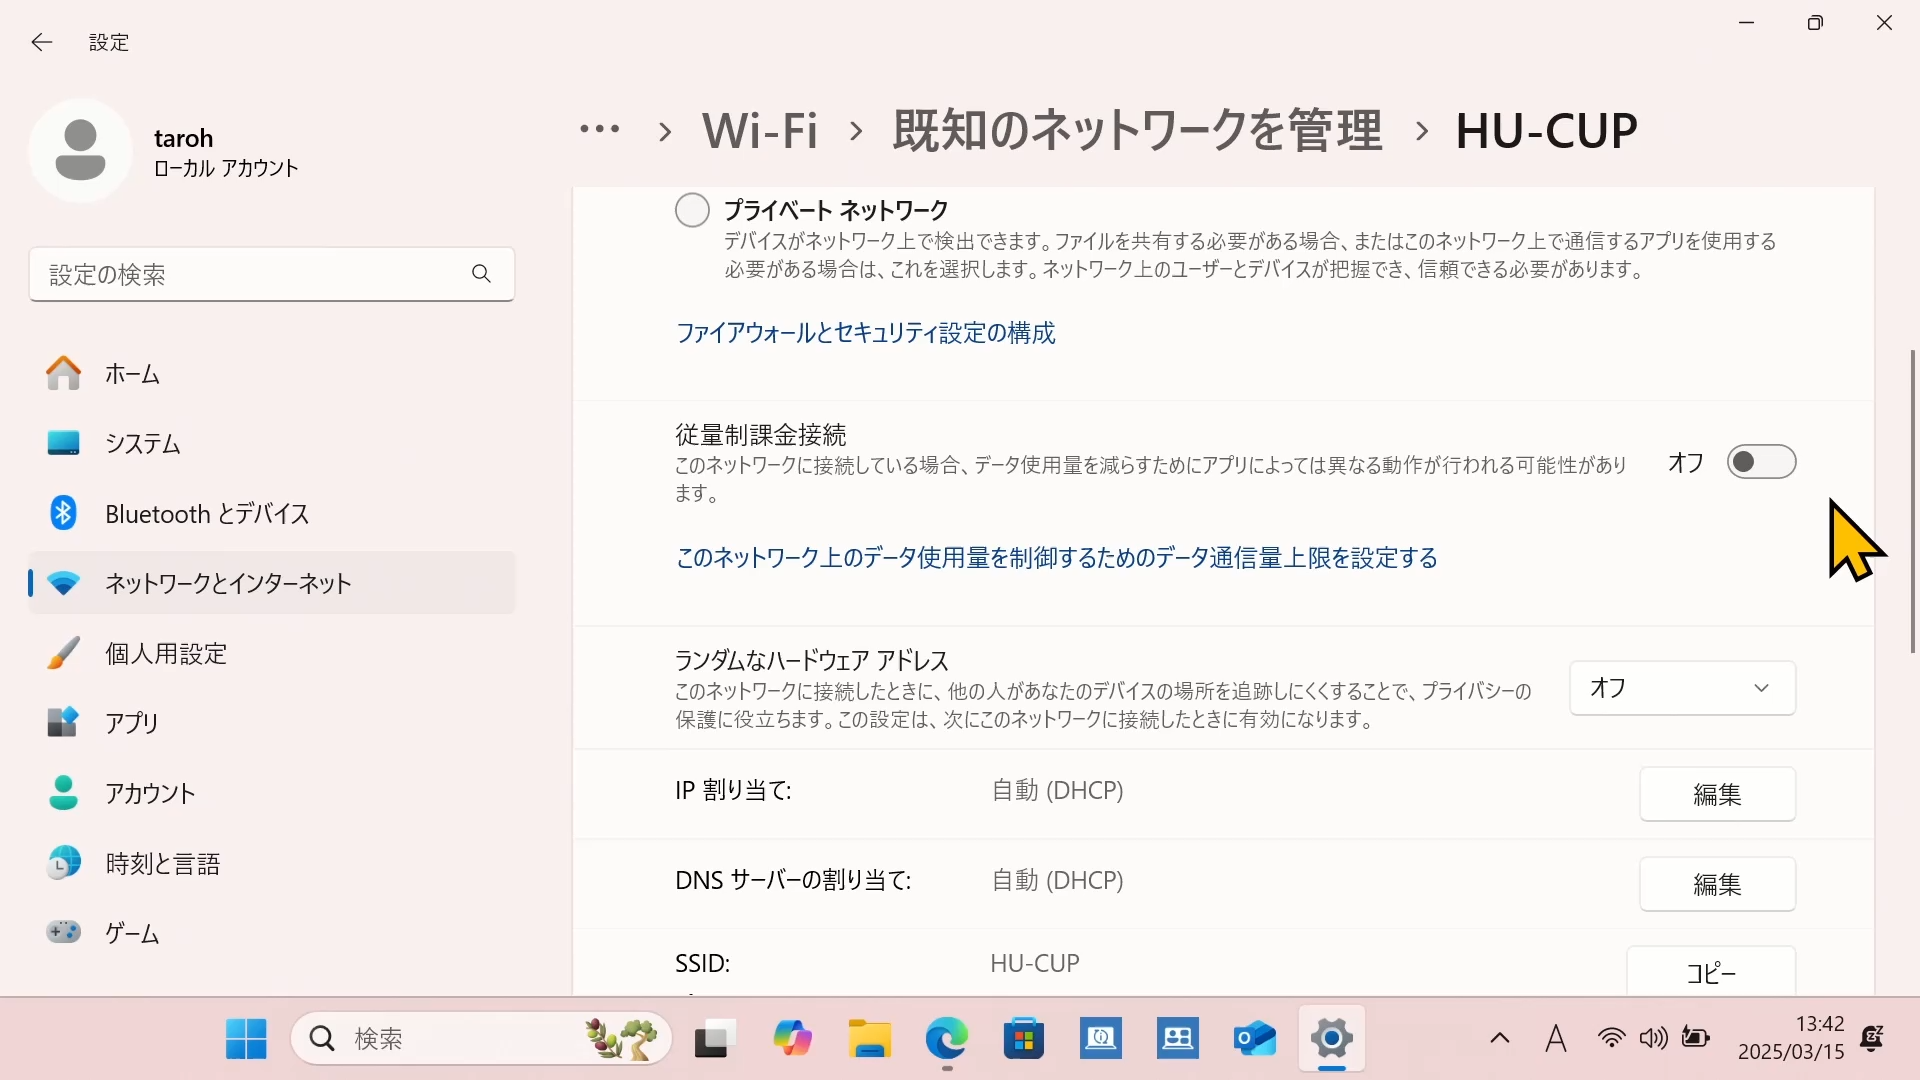 設定
taroh
ローカル アカウント
設定の検索
ホーム
システム
Bluetooth とデバイス
ネットワークとインターネット
個人用設定
アプリ
アカウント
時刻と言語
ゲーム
… › Wi-Fi › 既知のネットワークを管理 › HU-CUP
プライベート ネットワーク
デバイスがネットワーク上で検出できます。ファイルを共有する必要がある場合、またはこのネットワーク上で通信するアプリを使用する
必要がある場合は、これを選択します。ネットワーク上のユーザーとデバイスが把握でき、信頼できる必要があります。
ファイアウォールとセキュリティ設定の構成
従量制課金接続
このネットワークに接続している場合、データ使用量を減らすためにアプリによっては異なる動作が行われる可能性があり
ます。
オフ
このネットワーク上のデータ使用量を制御するためのデータ通信量上限を設定する
ランダムなハードウェア アドレス
このネットワークに接続したときに、他の人があなたのデバイスの場所を追跡しにくくすることで、プライバシーの
保護に役立ちます。この設定は、次にこのネットワークに接続したときに有効になります。
オフ
IP 割り当て: 自動 (DHCP) 編集
DNS サーバーの割り当て: 自動 (DHCP) 編集
SSID: HU-CUP コピー
検索
A
13:42
2025/03/15